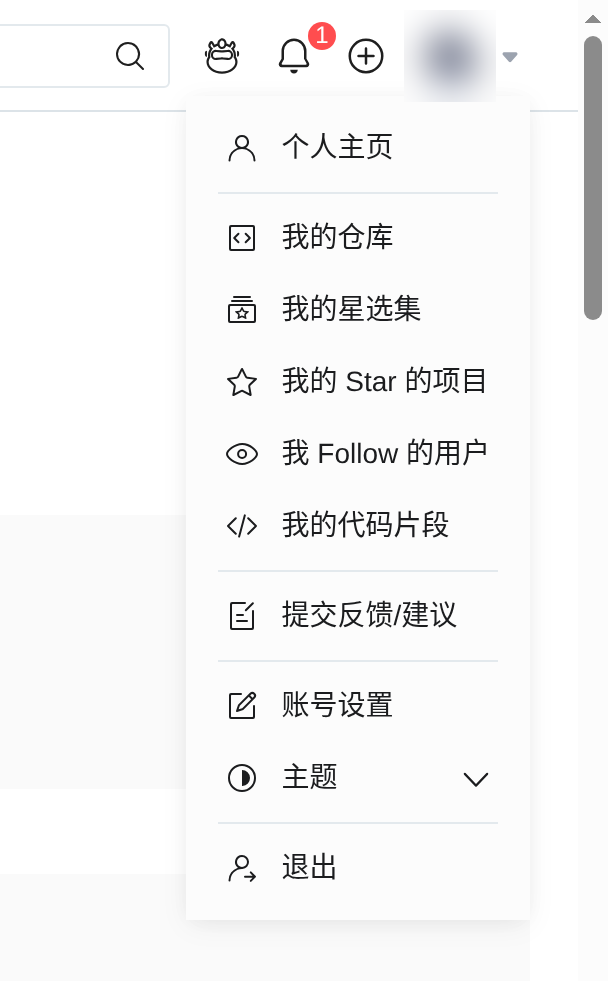 1
个人主页
我的仓库
我的星选集
我的 Star 的项目
我 Follow 的用户
我的代码片段
提交反馈/建议
账号设置
主题
退出